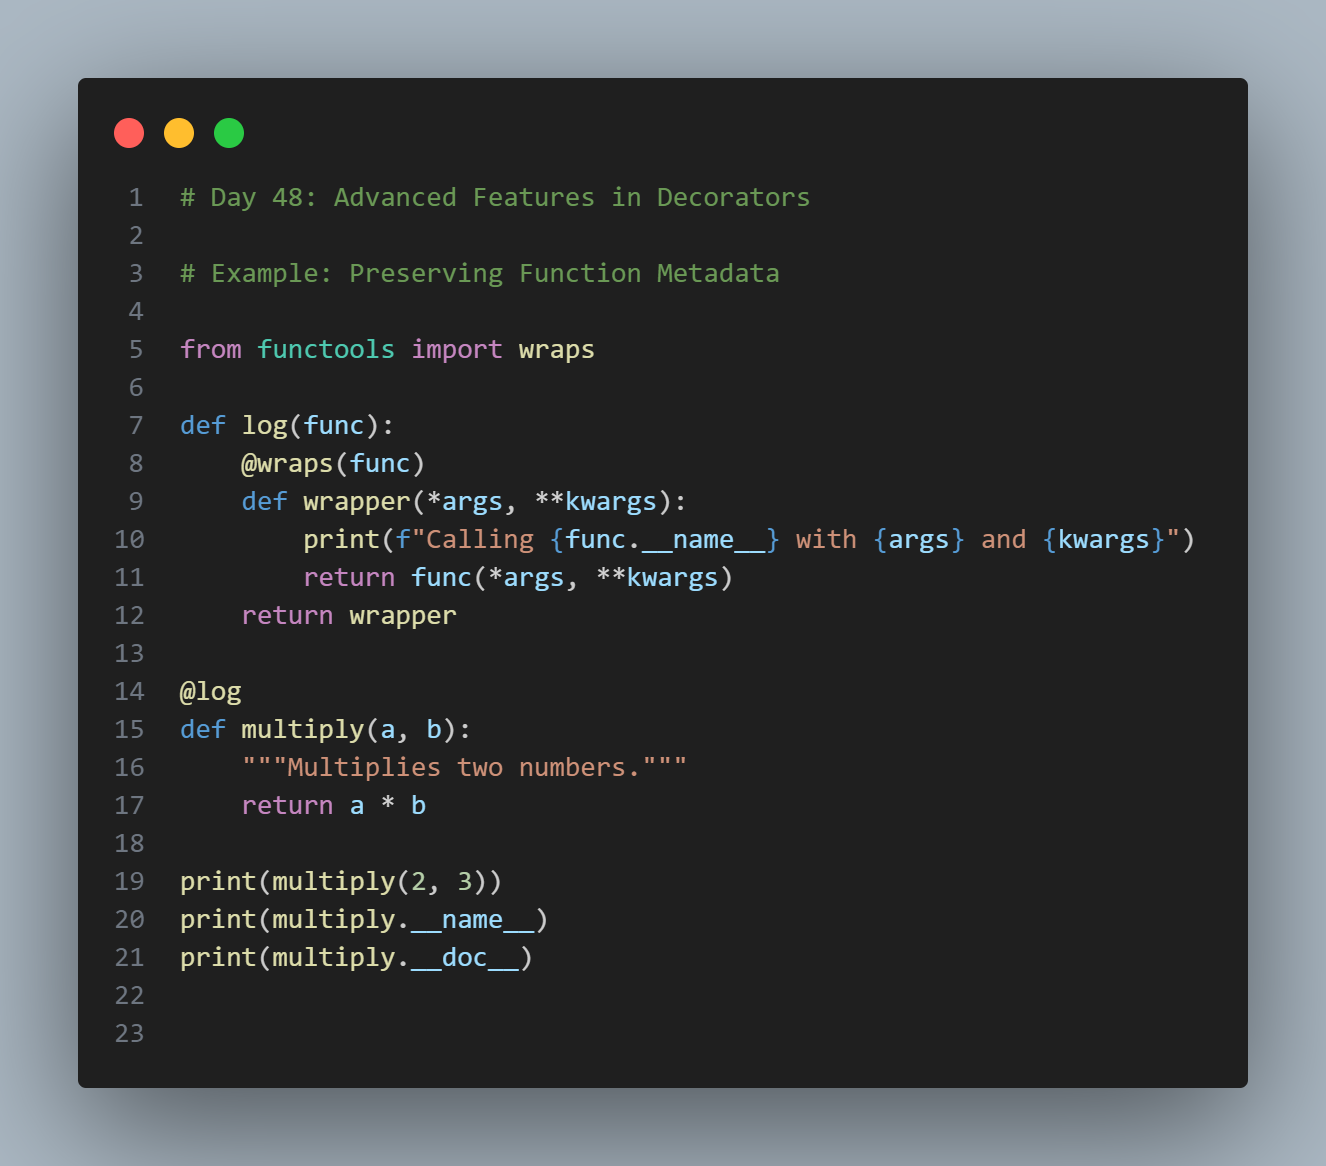 1 # Day 48: Advanced Features in Decorators
2
3 # Example: Preserving Function Metadata
4
5 from functools import wraps
6
7 def log(func):
8     @wraps(func)
9     def wrapper(*args, **kwargs):
10         print(f"Calling {func.__name__} with {args} and {kwargs}")
11         return func(*args, **kwargs)
12     return wrapper
13
14 @log
15 def multiply(a, b):
16     """Multiplies two numbers."""
17     return a * b
18
19 print(multiply(2, 3))
20 print(multiply.__name__)
21 print(multiply.__doc__)
22
23